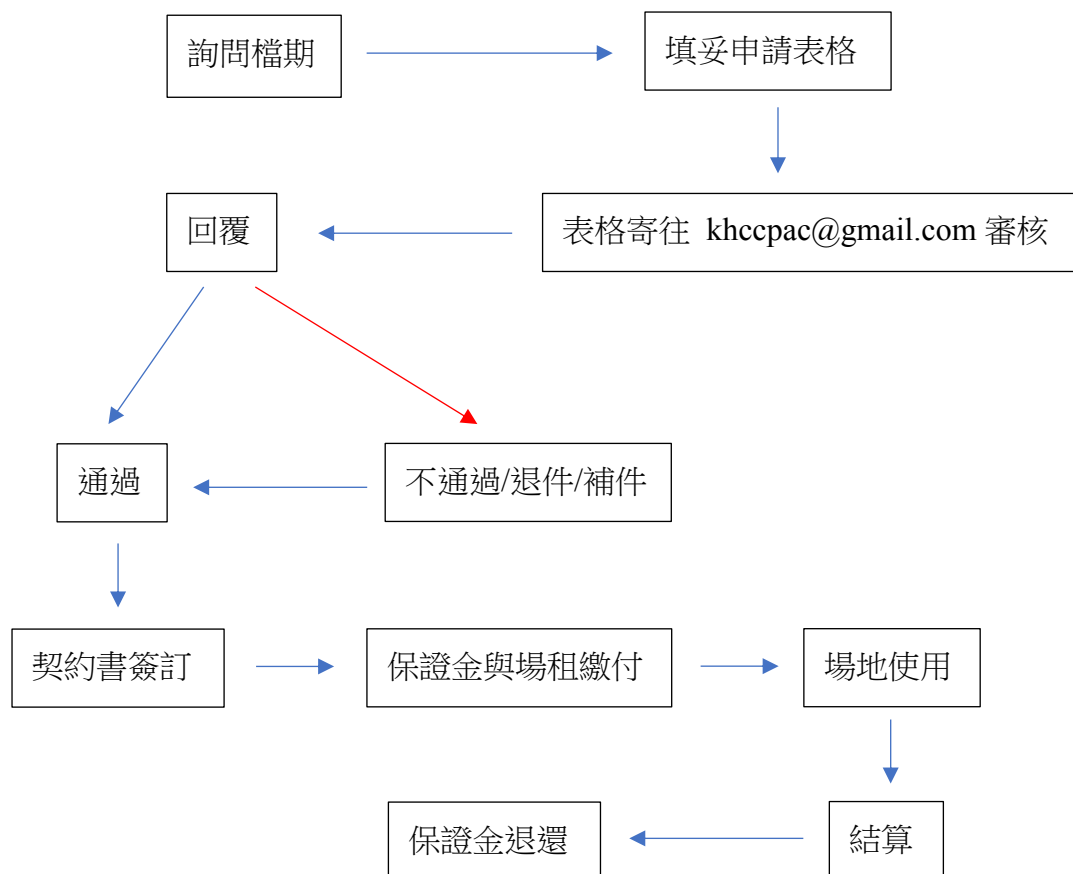 詢問檔期
填妥申請表格
表格寄往 khccpac@gmail.com 審核
回覆
通過
不通過/退件/補件
契約書簽訂
保證金與場租繳付
場地使用
結算
保證金退還